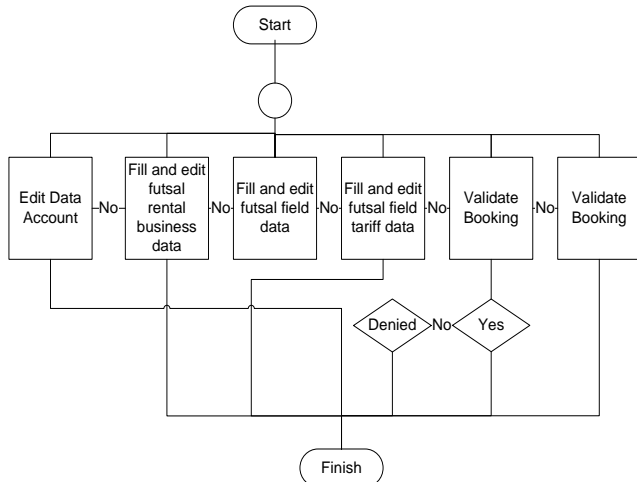 Start
Edit Data
Account
No
Fill and edit
futsal
rental
business
data
No
Fill and edit
futsal field
data
No
Fill and edit
futsal field
tariff data
No
Validate
Booking
No
Validate
Booking
Denied
No
Yes
Finish